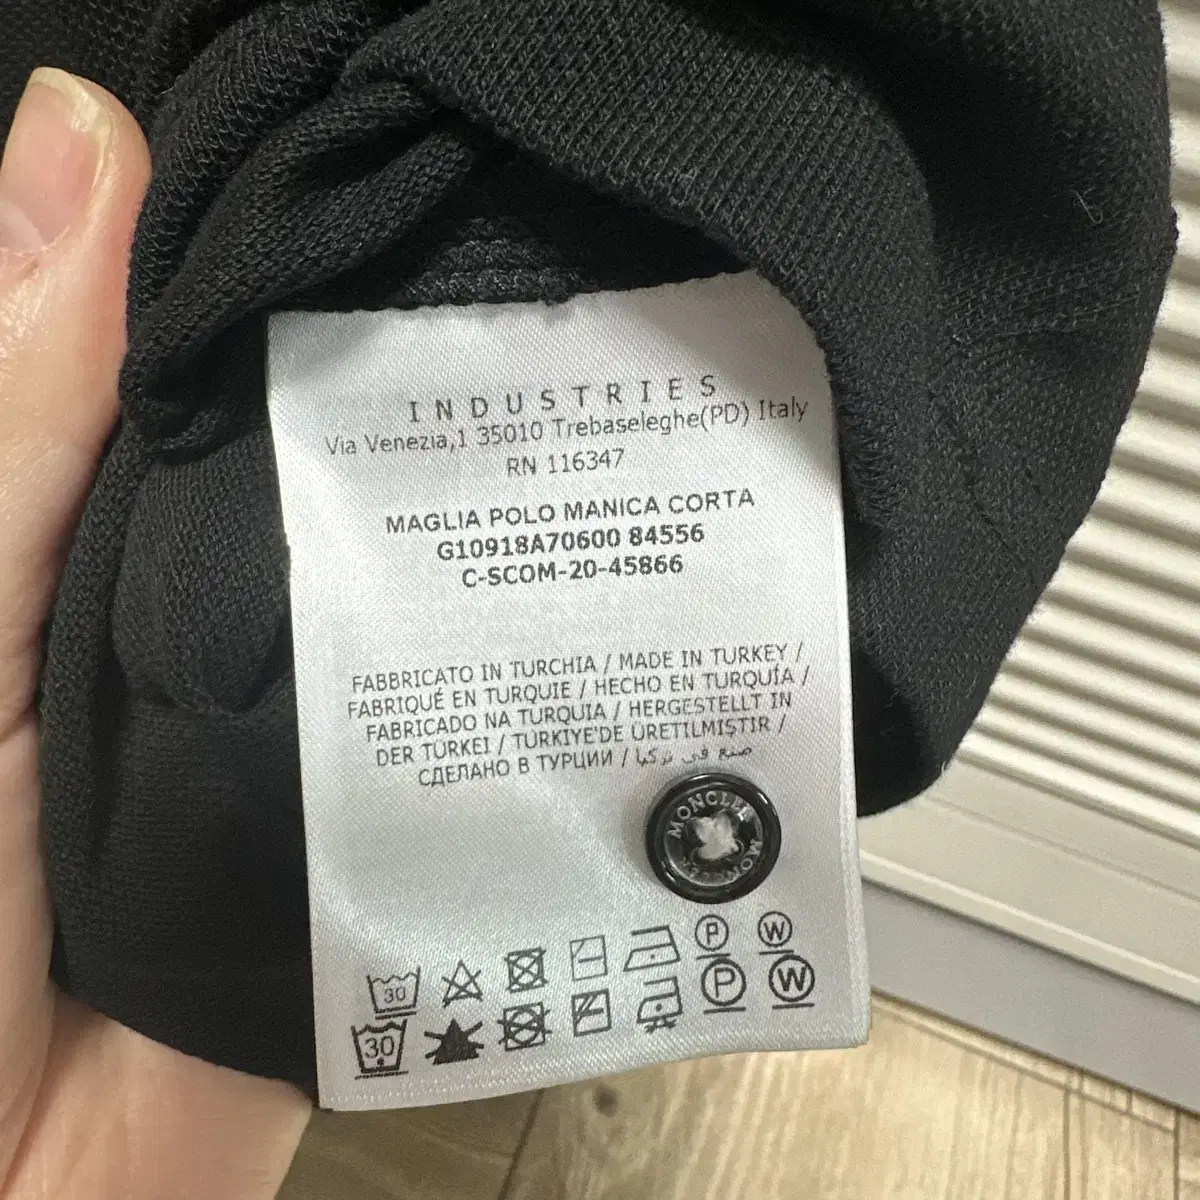 INDUSTRIES
Via Venezia,1 35010 Trebaseleghe(PD) Italy
RN 116347
MAGLIA POLO MANICA CORTA
G10918A70600 84556
C-SCOM-20-45866
FABBRICATO IN TURCHIA / MADE IN TURKEY /
FABRIQUÉ EN TURQUIE / HECHO EN TURQUÍA /
FABRICADO NA TURQUIA / HERGESTELLT IN
DER TÜRKEI / TÜRKIYE'DE ÜRETILMIŞTIR /
СДЕЛАНО В ТУРЦИИ / صنع في تركيا
MONCLER MONCLER
30 P W
30 P W